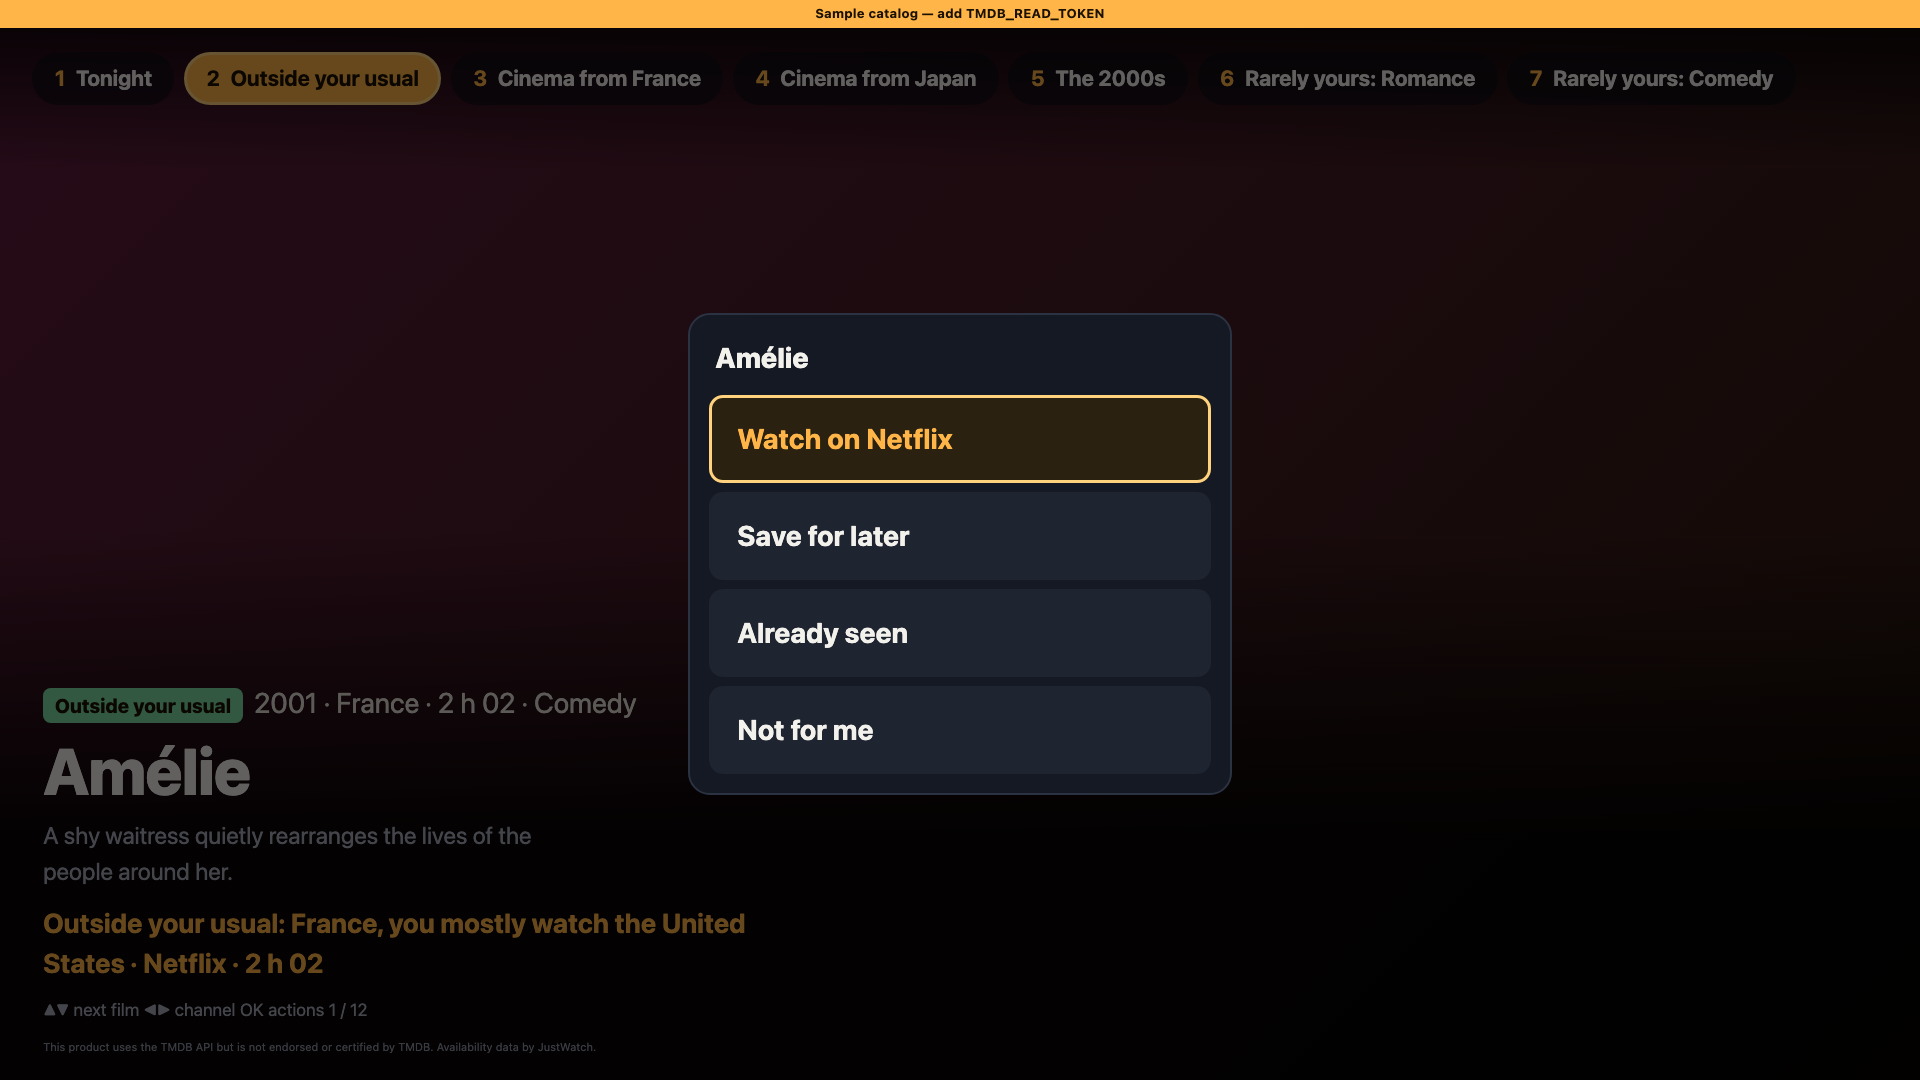 Sample catalog — add TMDB_READ_TOKEN
1 Tonight 2 Outside your usual 3 Cinema from France 4 Cinema from Japan 5 The 2000s 6 Rarely yours: Romance 7 Rarely yours: Comedy
Amélie
Watch on Netflix
Save for later
Already seen
Not for me
Outside your usual 2001 · France · 2 h 02 · Comedy
Amélie
A shy waitress quietly rearranges the lives of the
people around her.
Outside your usual: France, you mostly watch the United
States · Netflix · 2 h 02
▲▼ next film ◀▶ channel OK actions 1 / 12
This product uses the TMDB API but is not endorsed or certified by TMDB. Availability data by JustWatch.